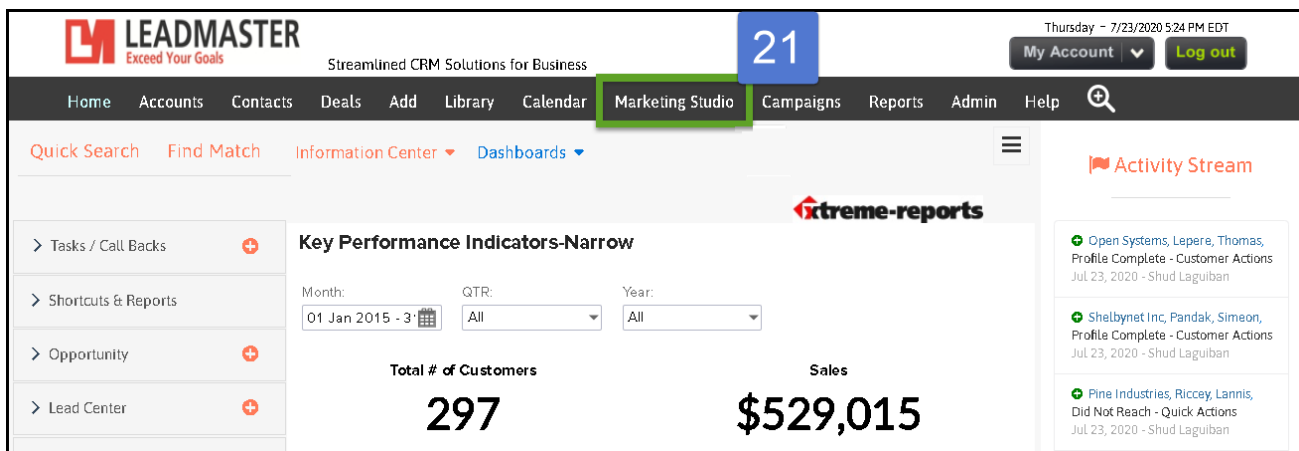 LEADMASTER
Exceed Your Goals
Streamlined CRM Solutions for Business
21
Thursday - 7/23/2020 5:24 PM EDT
My Account
Log out
Home Accounts Contacts Deals Add Library Calendar Marketing Studio Campaigns Reports Admin Help
Quick Search Find Match Information Center Dashboards
Activity Stream
xtreme-reports
Tasks / Call Backs
Shortcuts & Reports
Opportunity
Lead Center
Key Performance Indicators-Narrow
Month: QTR: Year:
01 Jan 2015 - 3 All All
Total # of Customers Sales
297 $529,015
Open Systems, Lepere, Thomas,
Profile Complete - Customer Actions
Jul 23, 2020 - Shud Laguiban
Shelbynet Inc, Pandak, Simeon,
Profile Complete - Customer Actions
Jul 23, 2020 - Shud Laguiban
Pine Industries, Riccey, Lannis,
Did Not Reach - Quick Actions
Jul 23, 2020 - Shud Laguiban